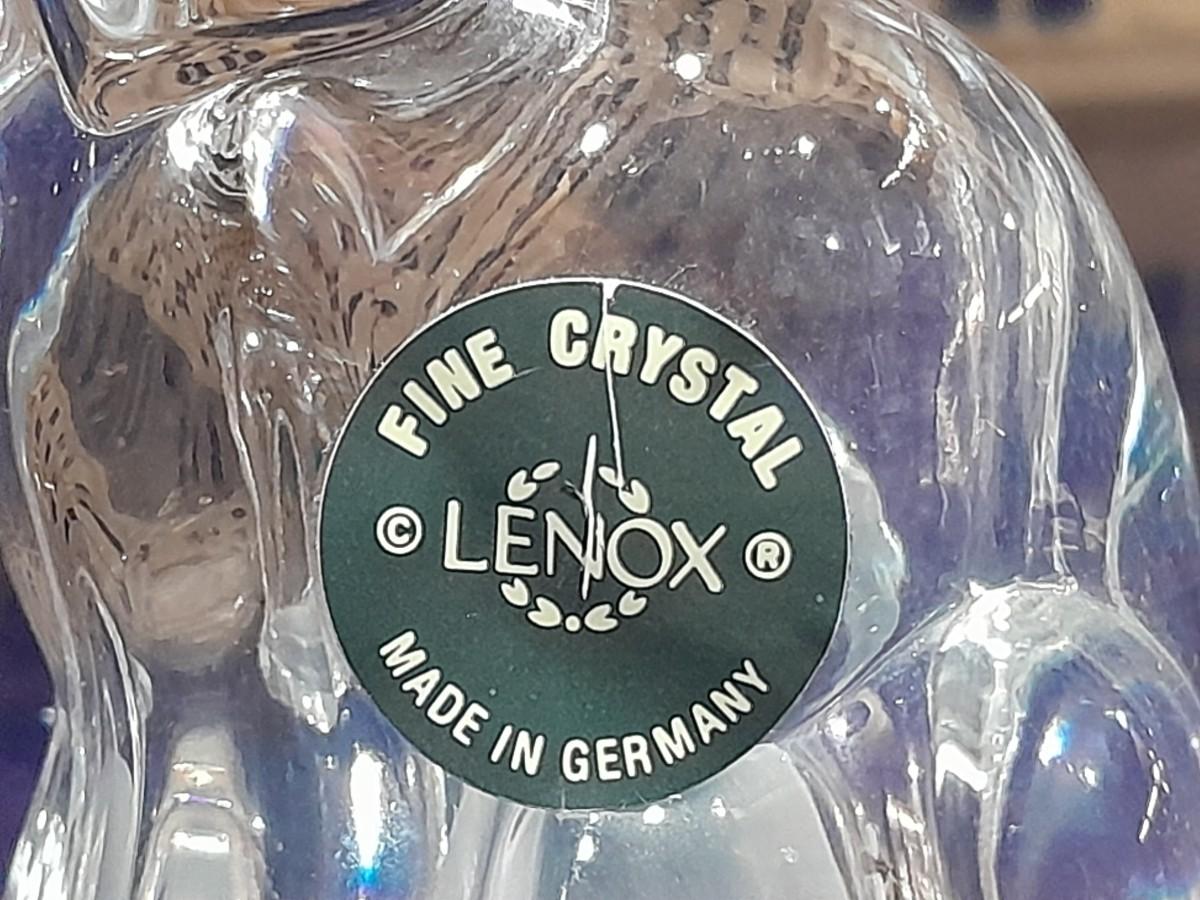 FINE CRYSTAL
© LENOX ®
MADE IN GERMANY